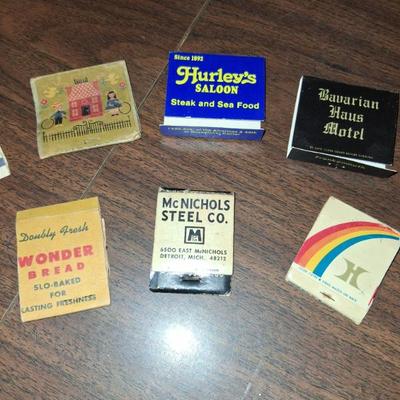 Since 1892
Hurley's
SALOON
Steak and Sea Food
Bavarian
Haus
Motel
Doubly Fresh
WONDER
BREAD
SLO-BAKED
FOR
LASTING FRESHNESS
McNICHOLS
STEEL CO.
M
6500 EAST McNICHOLS
DETROIT, MICH. 48212
H